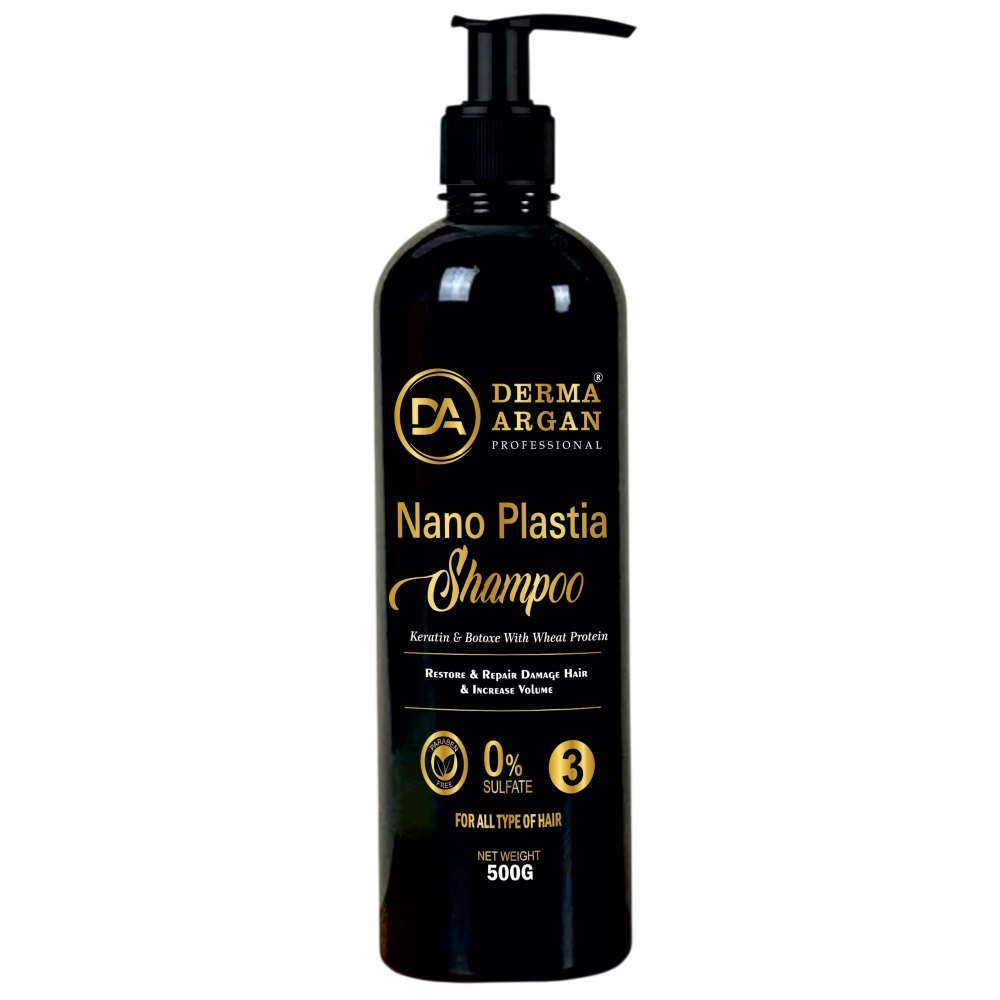 DA
DERMA ®
ARGAN
PROFESSIONAL
Nano Plastia
Shampoo
Keratin & Botoxe With Wheat Protein
Restore & Repair Damage Hair
& Increase Volume
PARABEN
FREE
0%
SULFATE
3
FOR ALL TYPE OF HAIR
NET WEIGHT
500G